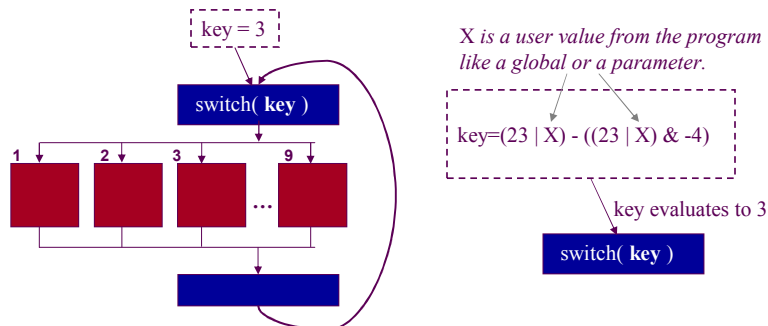 key = 3
switch( key )
1 2 3 9
...
X is a user value from the program
like a global or a parameter.
key=(23 | X) - ((23 | X) & -4)
key evaluates to 3
switch( key )